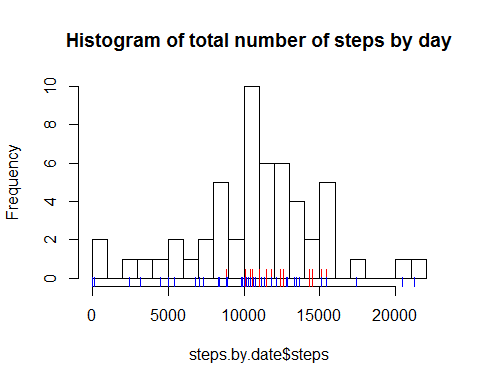 Histogram of total number of steps by day
Frequency
10
8
6
4
2
0
0 5000 10000 15000 20000
steps.by.date$steps